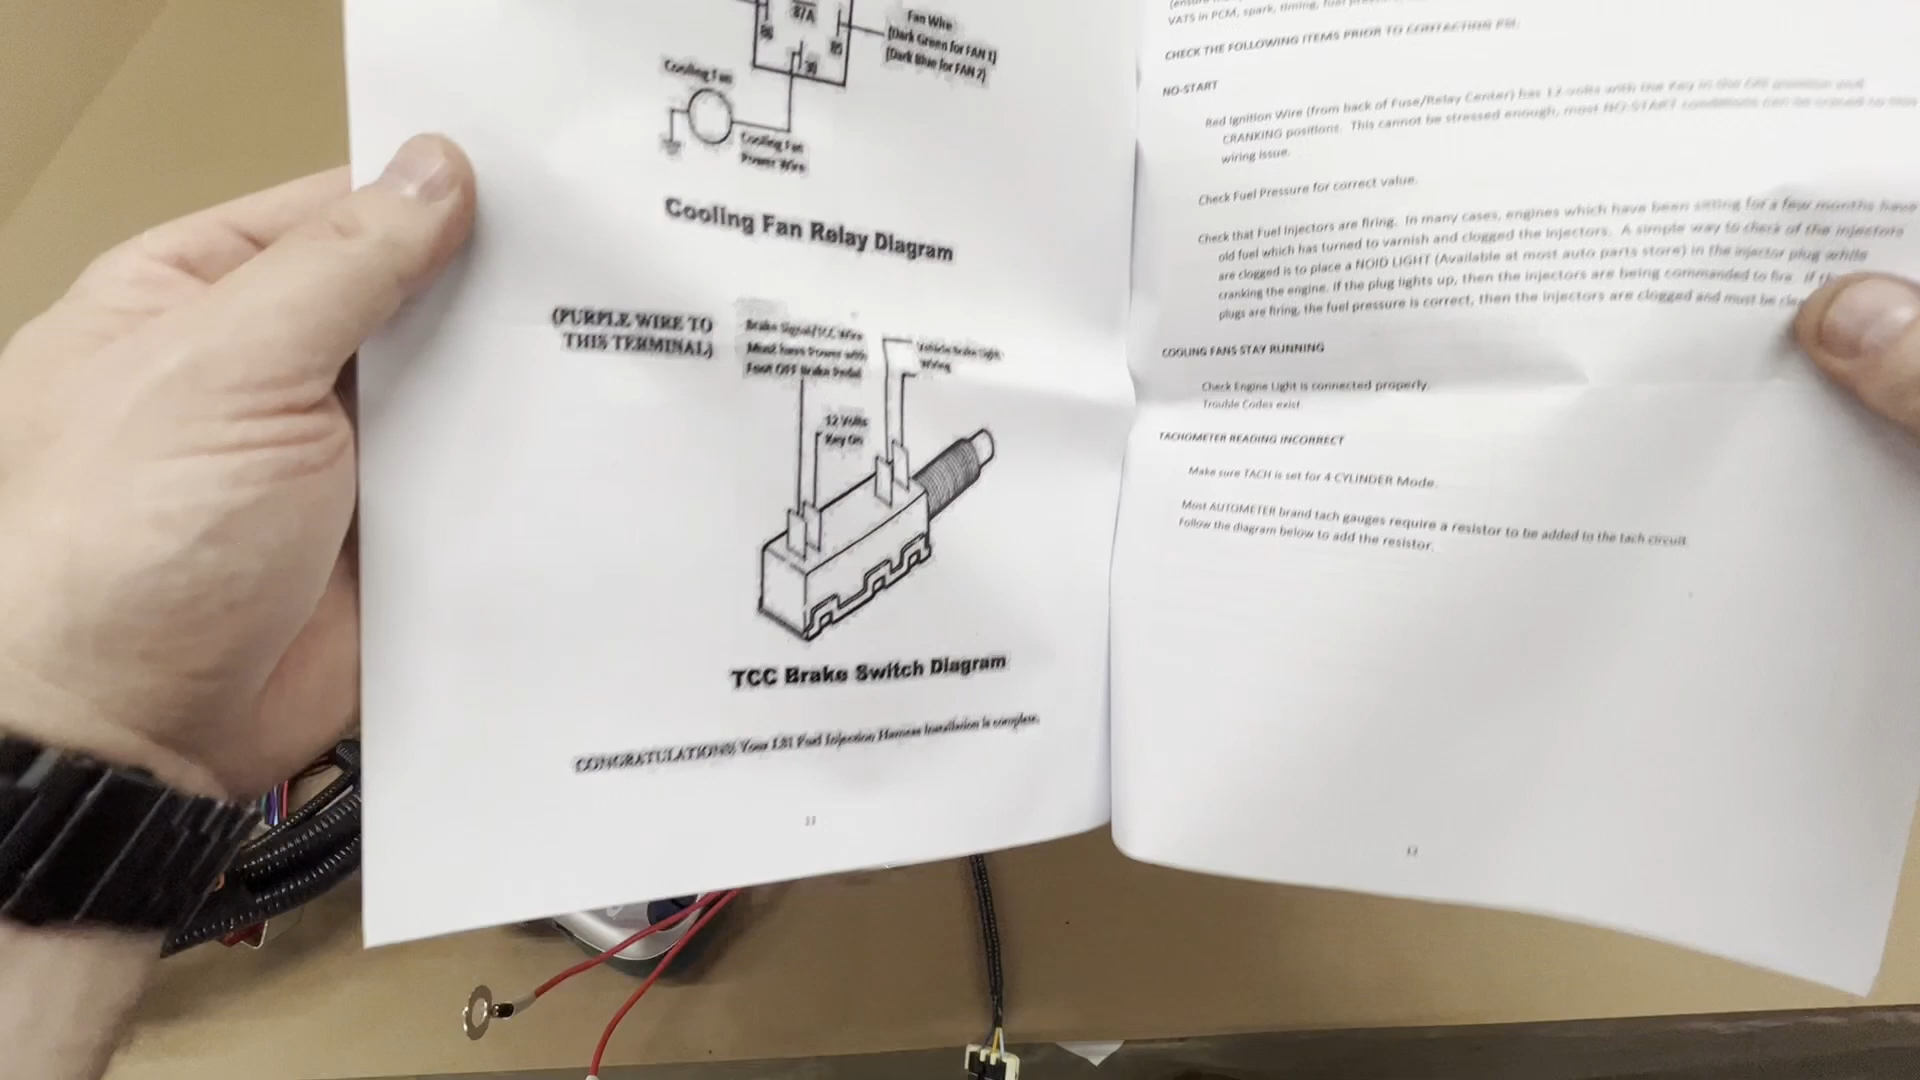 87A
86
85
30
Fan Wire
(Dark Green for FAN 1)
(Dark Blue for FAN 2)
Cooling Fan
Cooling Fan
Power Wire
Cooling Fan Relay Diagram
(PURPLE WIRE TO
THIS TERMINAL)
Brake Signal/TCC Wire
Must have Power with
Foot OFF Brake Pedal
Vehicle Brake Light
Wiring
12 Volts
Key On
TCC Brake Switch Diagram
CONGRATULATIONS! Your Fuel Injection Harness Installation is complete.
11
VATS in PCM, spark, timing, fuel
CHECK THE FOLLOWING ITEMS PRIOR TO CONTACTING PSI.
NO-START
Red Ignition Wire (from back of Fuse/Relay Center) has 12-volts with the Key in the
CRANKING positions. This cannot be stressed enough, most NO-START conditions can be
wiring issue.
Check Fuel Pressure for correct value.
Check that Fuel Injectors are firing. In many cases, engines which have been sitting for a few months have
old fuel which has turned to varnish and clogged the injectors. A simple way to check if the injectors
are clogged is to place a NOID LIGHT (Available at most auto parts store) in the injector plug while
cranking the engine. If the plug lights up, then the injectors are being commanded to fire. If
plugs are firing, the fuel pressure is correct, then the injectors are clogged and must be
COOLING FANS STAY RUNNING
Check Engine Light is connected properly.
Trouble Codes exist
TACHOMETER READING INCORRECT
Make sure TACH is set for 4 CYLINDER Mode.
Most AUTOMETER brand tach gauges require a resistor to be added to the tach circuit.
Follow the diagram below to add the resistor.
12